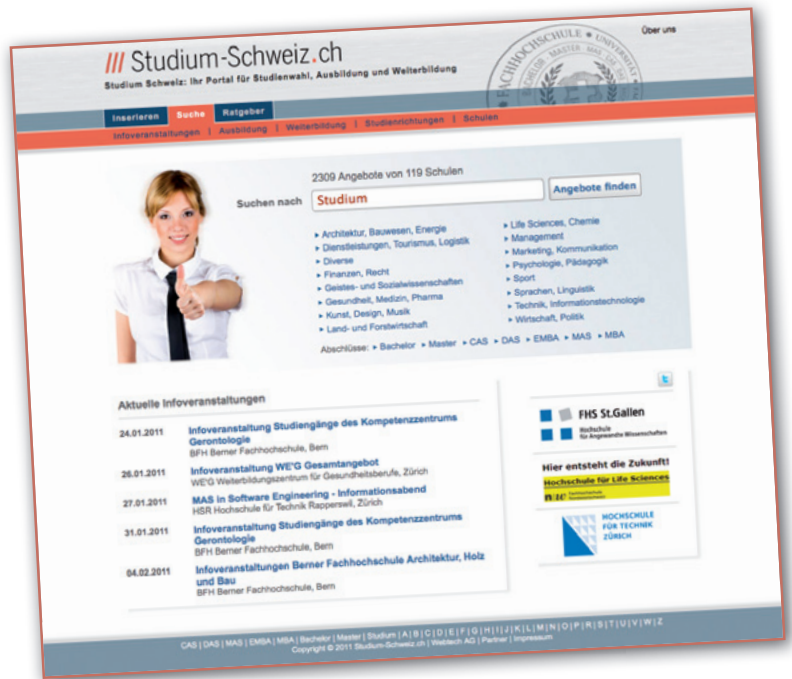 Über uns
/// Studium-Schweiz.ch
Studium Schweiz: Ihr Portal für Studienwahl, Ausbildung und Weiterbildung
FACHHOCHSCHULE • UNIVERSITÄT
BACHELOR - MASTER
Inserieren Suche Ratgeber
Infoveranstaltungen | Ausbildung | Weiterbildung | Studienrichtungen | Schulen
2309 Angebote von 119 Schulen
Suchen nach Studium Angebote finden
▸ Architektur, Bauwesen, Energie
▸ Dienstleistungen, Tourismus, Logistik
▸ Diverse
▸ Finanzen, Recht
▸ Geistes- und Sozialwissenschaften
▸ Gesundheit, Medizin, Pharma
▸ Kunst, Design, Musik
▸ Land- und Forstwirtschaft
▸ Life Sciences, Chemie
▸ Management
▸ Marketing, Kommunikation
▸ Psychologie, Pädagogik
▸ Sport
▸ Sprachen, Linguistik
▸ Technik, Informationstechnologie
▸ Wirtschaft, Politik
Abschlüsse: ▸ Bachelor ▸ Master ▸ CAS ▸ DAS ▸ EMBA ▸ MAS ▸ MBA
Aktuelle Infoveranstaltungen
24.01.2011 Infoveranstaltung Studiengänge des Kompetenzzentrums
Gerontologie
BFH Berner Fachhochschule, Bern
26.01.2011 Infoveranstaltung WE'G Gesamtangebot
WE'G Weiterbildungszentrum für Gesundheitsberufe, Zürich
27.01.2011 MAS in Software Engineering - Informationsabend
HSR Hochschule für Technik Rapperswil, Zürich
31.01.2011 Infoveranstaltung Studiengänge des Kompetenzzentrums
Gerontologie
BFH Berner Fachhochschule, Bern
04.02.2011 Infoveranstaltungen Berner Fachhochschule Architektur, Holz
und Bau
BFH Berner Fachhochschule, Bern
t
FHS St.Gallen
Hochschule
für Angewandte Wissenschaften
Hier entsteht die Zukunft!
Hochschule für Life Sciences
n|w Fachhochschule
Nordwestschweiz
HOCHSCHULE
FÜR TECHNIK
ZÜRICH
CAS | DAS | MAS | EMBA | MBA | Bachelor | Master | Studium | A | B | C | D | E | F | G | H | I | J | K | L | M | N | O | P | R | S | T | U | V | W | Z
Copyright © 2011 Studium-Schweiz.ch | Webtech AG | Partner | Impressum